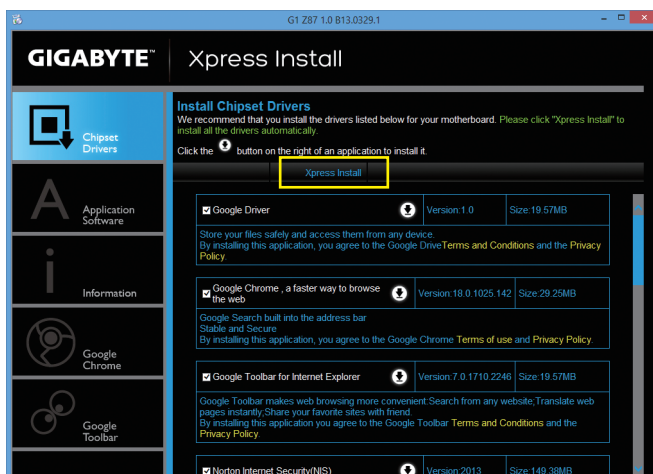 G1 Z87 1.0 B13.0329.1
GIGABYTE™
Xpress Install
Chipset
Drivers
Application
Software
Information
Google
Chrome
Google
Toolbar
Install Chipset Drivers
We recommend that you install the drivers listed below for your motherboard. Please click "Xpress Install" to
install all the drivers automatically.
Click the button on the right of an application to install it.
Xpress Install
Google Driver Version:1.0 Size:19.57MB
Store your files safely and access them from any device.
By installing this application, you agree to the Google DriveTerms and Conditions and the Privacy
Policy.
Google Chrome , a faster way to browse
the web Version:18.0.1025.142 Size:29.25MB
Google Search built into the address bar
Stable and Secure
By installing this application, you agree to the Google Chrome Terms of use and Privacy Policy.
Google Toolbar for Internet Explorer Version:7.0.1710.2246 Size:19.57MB
Google Toolbar makes web browsing more convenient:Search from any website;Translate web
pages instantly;Share your favorite sites with friend.
By installing this application you agree to the Google Toolbar Terms and Conditions and the
Privacy Policy.
Norton Internet Security(NIS) Version:2013 Size:149.38MB